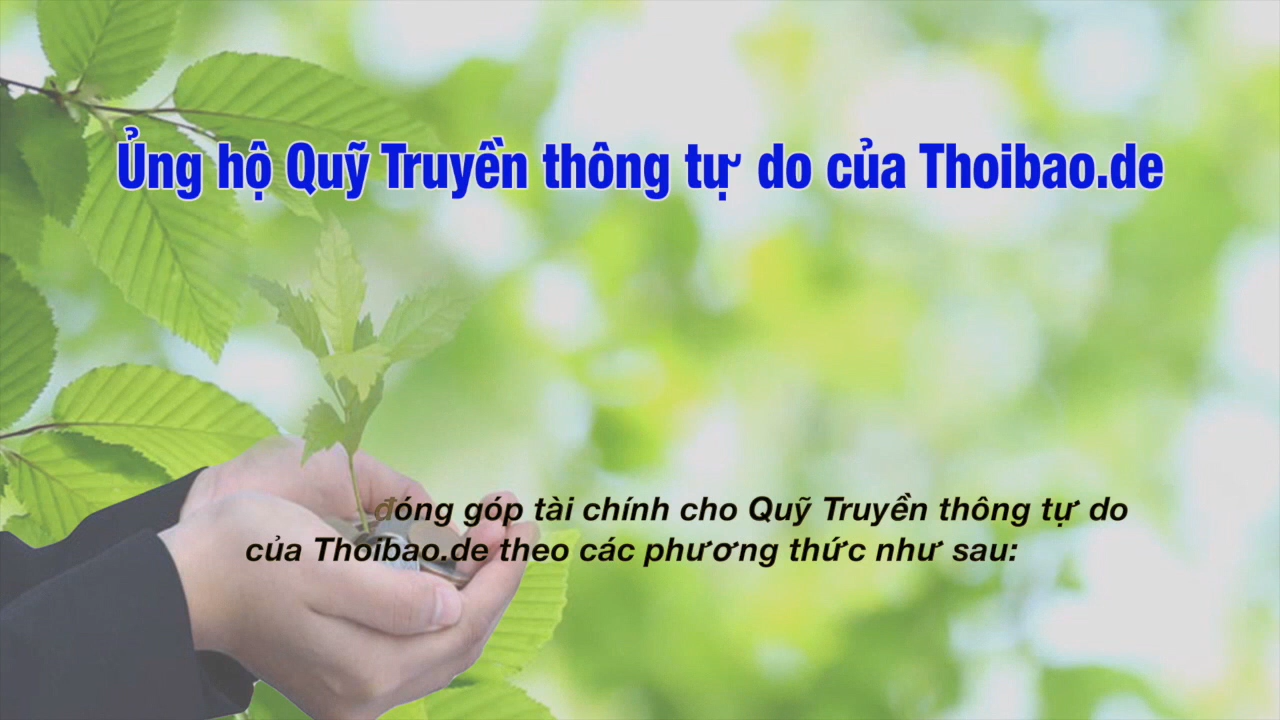 Ủng hộ Quỹ Truyền thông tự do của Thoibao.de
đóng góp tài chính cho Quỹ Truyền thông tự do
của Thoibao.de theo các phương thức như sau: